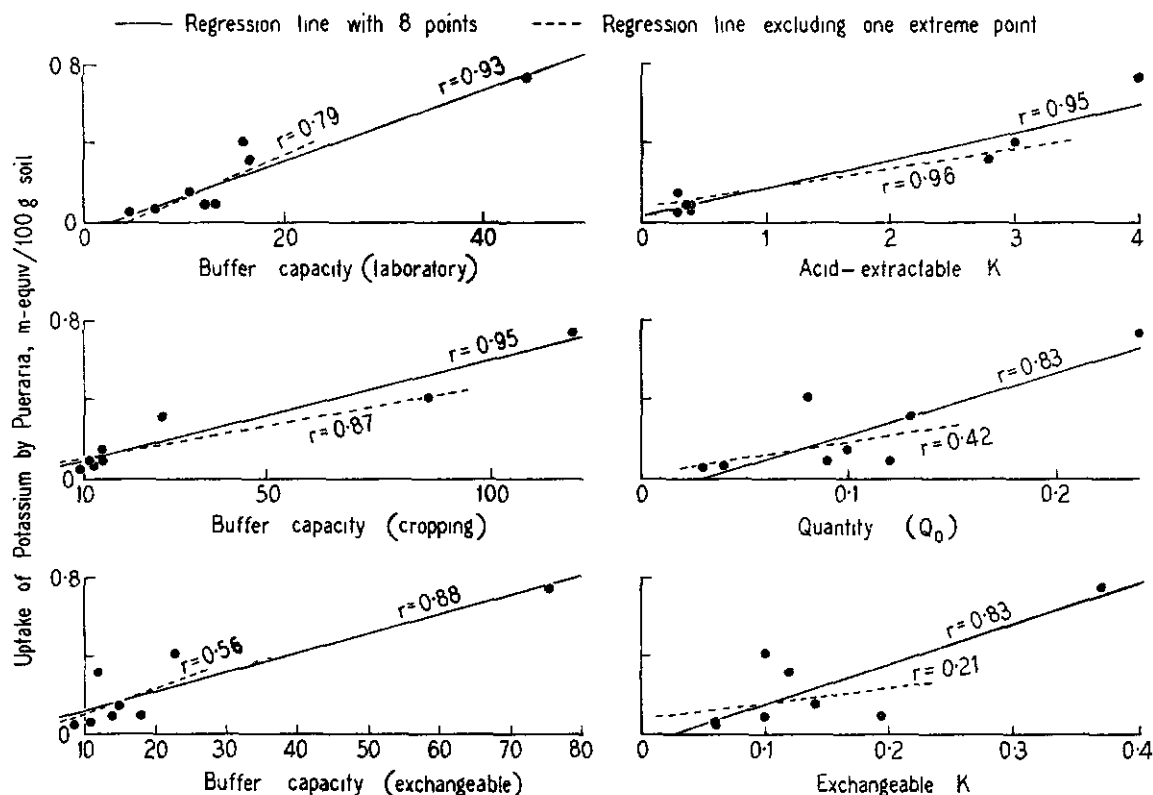 Regression line with 8 points
Regression line excluding one extreme point
Uptake of Potassium by Pueraria, m-equiv/100g soil
0·8
0
r=0·79
r=0·93
0
20
40
Buffer capacity (laboratory)
r=0·95
r=0·96
0
1
2
3
4
Acid-extractable K
0·8
0
r=0·95
r=0·87
10
50
100
Buffer capacity (cropping)
r=0·83
r=0·42
0
0·1
0·2
Quantity (Q₀)
0·8
0
r=0·56
r=0·88
10
20
30
40
50
60
70
80
Buffer capacity (exchangeable)
r=0·83
r=0·21
0
0·1
0·2
0·3
0·4
Exchangeable K